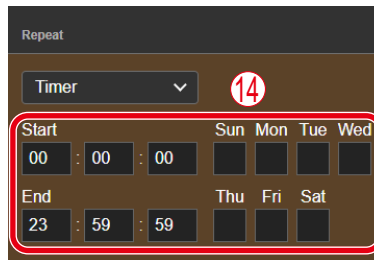 Repeat
Timer
14
Start Sun Mon Tue Wed
00 : 00 : 00
End Thu Fri Sat
23 : 59 : 59